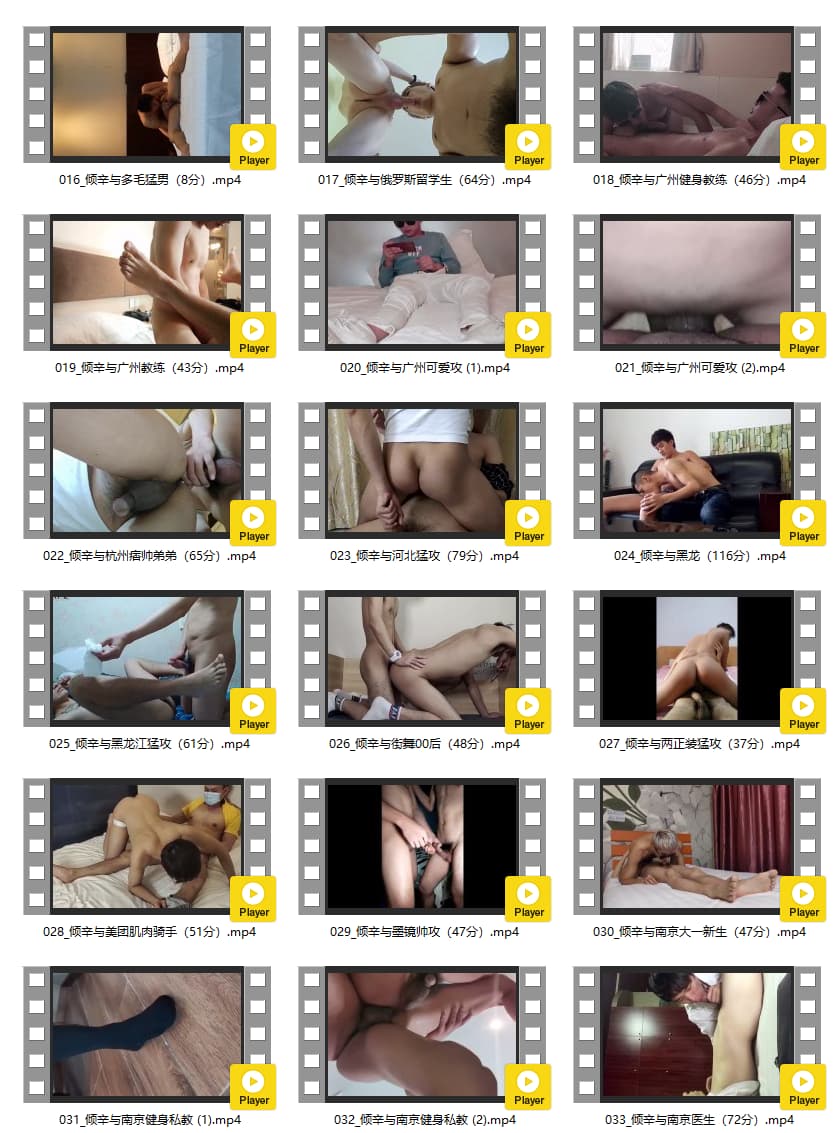 Player
016_倾辛与多毛猛男（8分）.mp4
Player
017_倾辛与俄罗斯留学生（64分）.mp4
Player
018_倾辛与广州健身教练（46分）.mp4
Player
019_倾辛与广州教练（43分）.mp4
Player
020_倾辛与广州可爱攻 (1).mp4
Player
021_倾辛与广州可爱攻 (2).mp4
Player
022_倾辛与杭州痞帅弟弟（65分）.mp4
Player
023_倾辛与河北猛攻（79分）.mp4
Player
024_倾辛与黑龙（116分）.mp4
Player
025_倾辛与黑龙江猛攻（61分）.mp4
Player
026_倾辛与街舞00后（48分）.mp4
Player
027_倾辛与两正装猛攻（37分）.mp4
Player
028_倾辛与美团肌肉骑手（51分）.mp4
Player
029_倾辛与墨镜帅攻（47分）.mp4
Player
030_倾辛与南京大一新生（47分）.mp4
Player
031_倾辛与南京健身私教 (1).mp4
Player
032_倾辛与南京健身私教 (2).mp4
Player
033_倾辛与南京医生（72分）.mp4